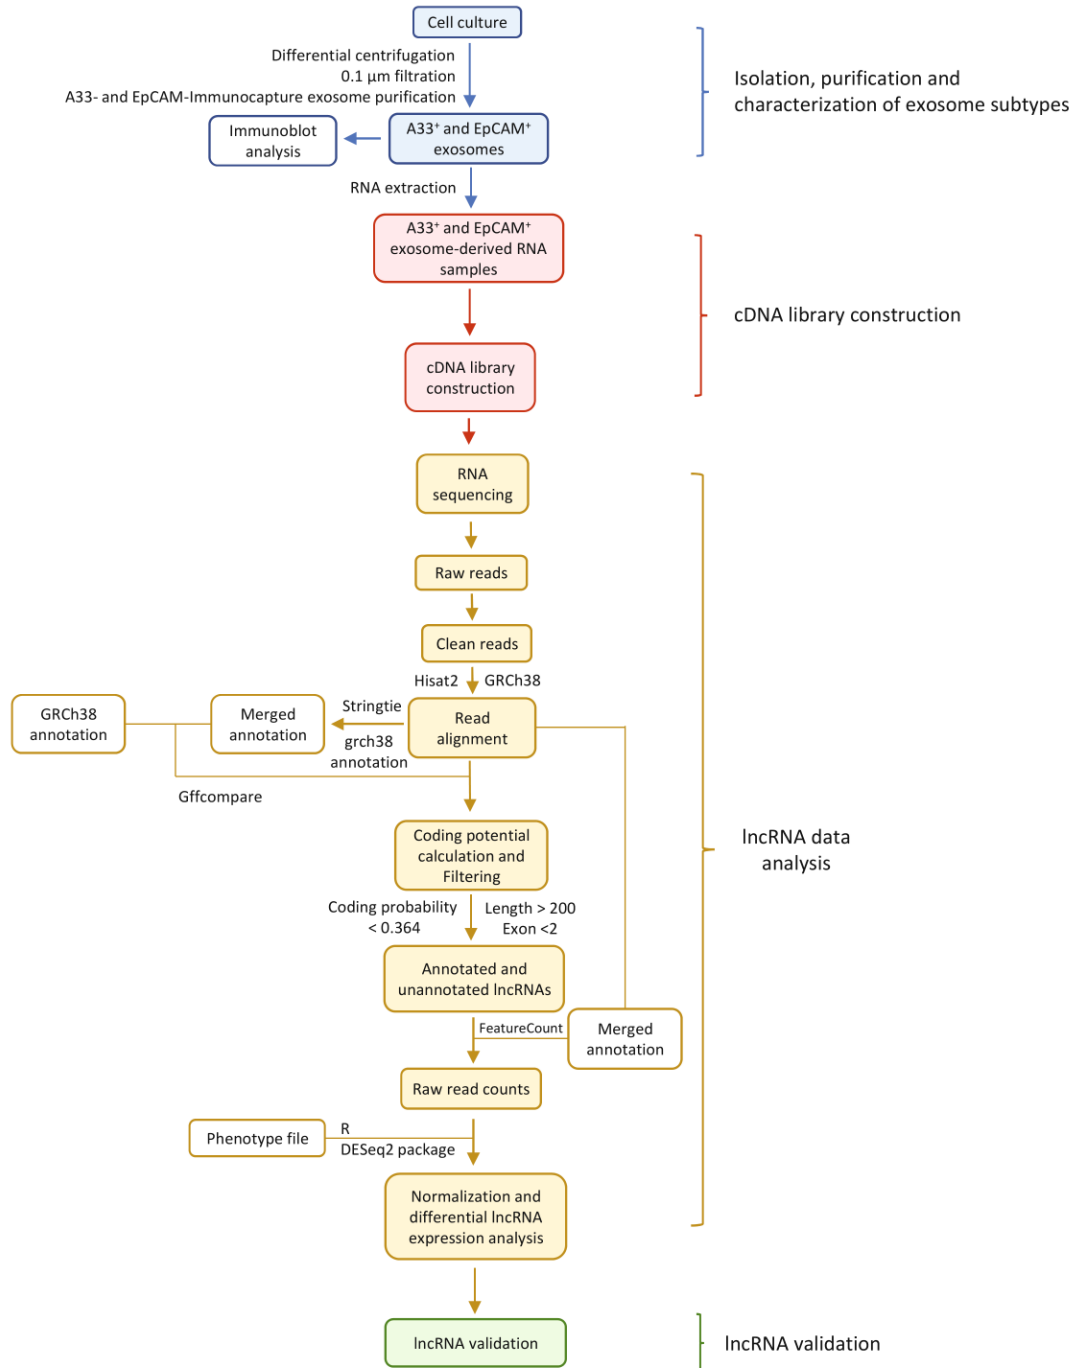 Cell culture
Differential centrifugation
0.1 µm filtration
A33- and EpCAM-Immunocapture exosome purification
Isolation, purification and
characterization of exosome subtypes
Immunoblot
analysis
A33⁺ and EpCAM⁺
exosomes
RNA extraction
A33⁺ and EpCAM⁺
exosome-derived RNA
samples
cDNA library construction
cDNA library
construction
RNA
sequencing
Raw reads
Clean reads
Hisat2
GRCh38
GRCh38
annotation
Merged
annotation
Stringtie
grch38
annotation
Read
alignment
Gffcompare
Coding potential
calculation and
Filtering
lncRNA data
analysis
Coding probability
< 0.364
Length > 200
Exon <2
Annotated and
unannotated lncRNAs
FeatureCount
Merged
annotation
Raw read counts
Phenotype file
R
DESeq2 package
Normalization and
differential lncRNA
expression analysis
lncRNA validation
lncRNA validation